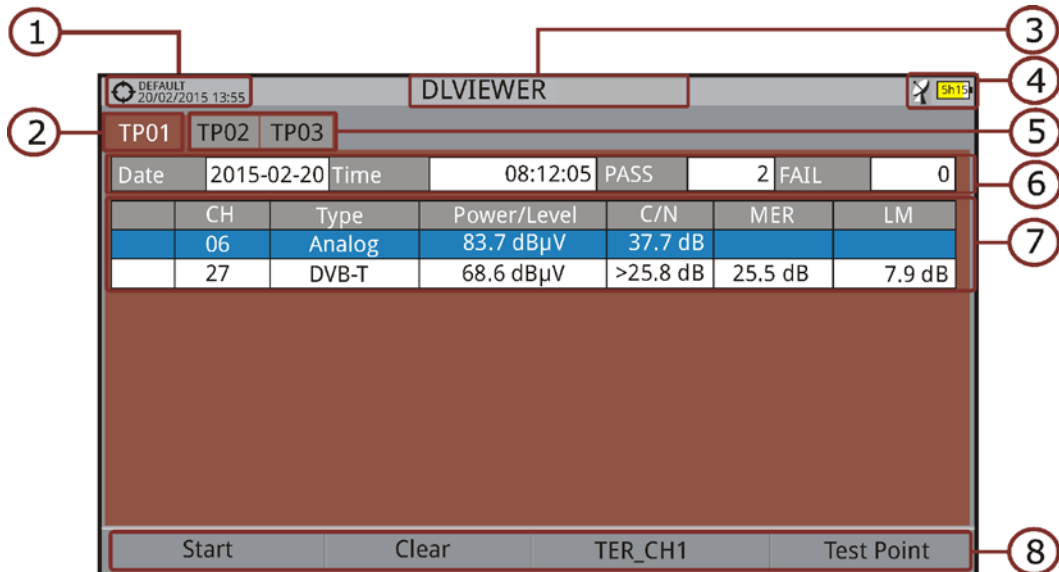 1
3
DEFAULT
20/02/2015 13:55
DLVIEWER
5h15
4
2
TP01 TP02 TP03
5
Date 2015-02-20 Time 08:12:05 PASS 2 FAIL 0
6
CH Type Power/Level C/N MER LM
7
06 Analog 83.7 dBµV 37.7 dB
27 DVB-T 68.6 dBµV >25.8 dB 25.5 dB 7.9 dB
Start Clear TER_CH1 Test Point
8